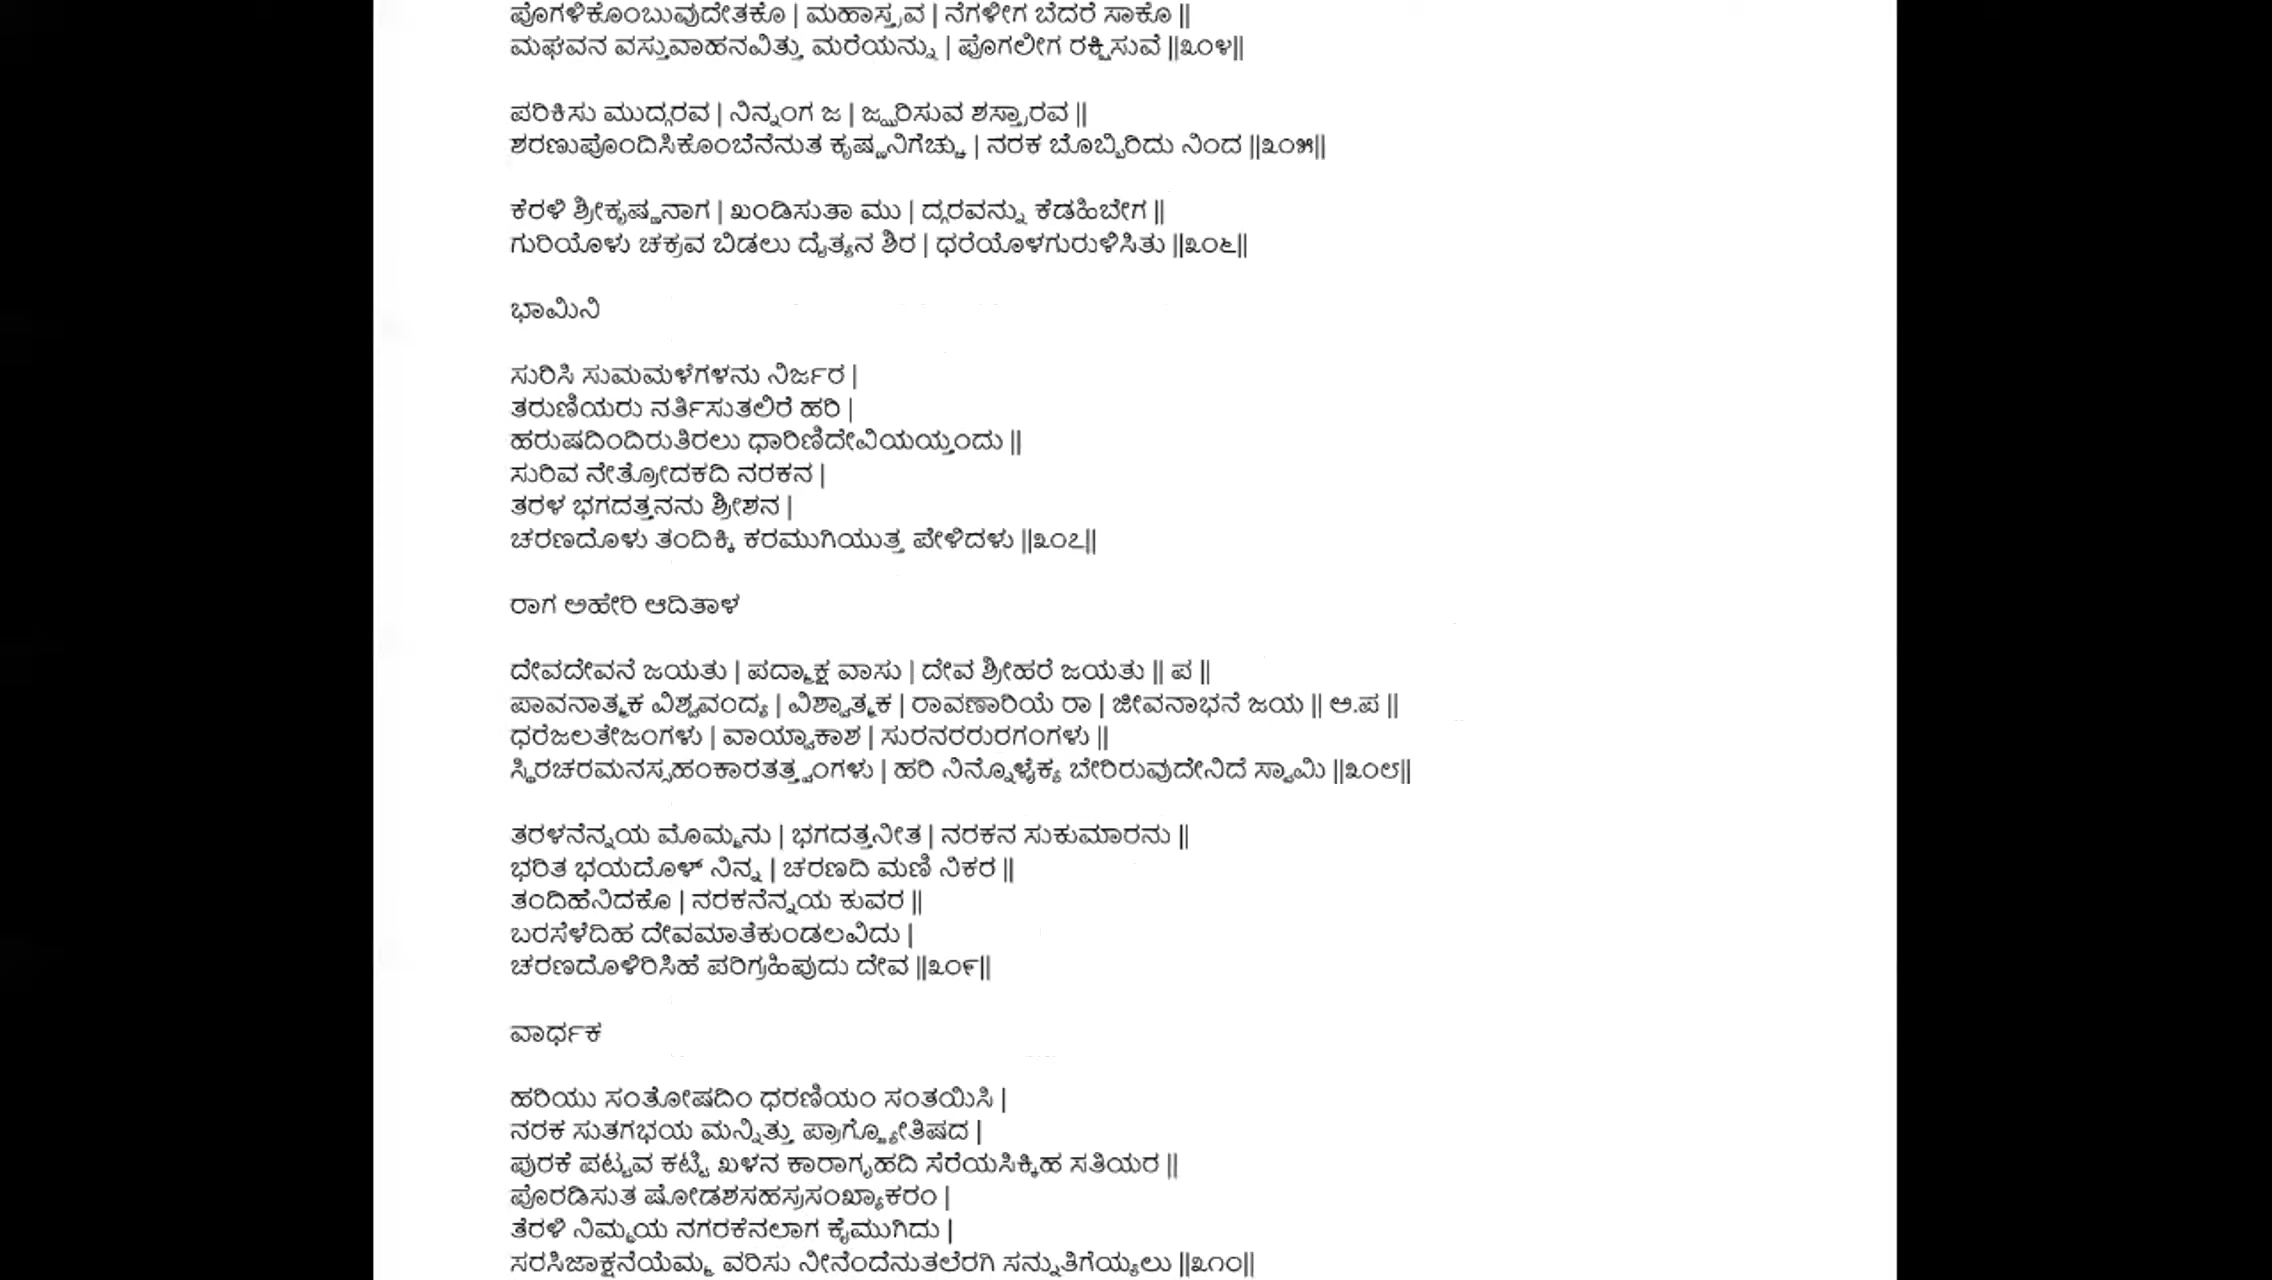 ಪೊಗಳಿಕೊಂಬುವುದೇತಕೊ | ಮಹಾಸ್ತ್ರವ | ನೆಗಳೀಗ ಬೆದರೆ ಸಾಕೊ ||
ಮಘವನ ವಸ್ತುವಾಹನವಿತ್ತು ಮರೆಯನ್ನು | ಪೊಗಲೀಗ ರಕ್ಷಿಸುವೆ ||೩೦೪||
ಪರಿಕಿಸು ಮುದ್ಗರವ | ನಿನ್ನಂಗ ಜ | ಜ್ಝರಿಸುವ ಶಸ್ತ್ರಾರವ ||
ಶರಣುಪೊಂದಿಸಿಕೊಂಬೆನೆನುತ ಕೃಷ್ಣನಿಗೆಚ್ಚು | ನರಕ ಬೊಬ್ಬಿರಿದು ನಿಂದ ||೩೦೫||
ಕೆರಳಿ ಶ್ರೀಕೃಷ್ಣನಾಗ | ಖಂಡಿಸುತಾ ಮು | ದ್ಗರವನ್ನು ಕೆಡಹಿಬೇಗ ||
ಗುರಿಯೊಳು ಚಕ್ರವ ಬಿಡಲು ದೈತ್ಯನ ಶಿರ | ಧರೆಯೊಳಗುರುಳಿಸಿತು ||೩೦೬||
ಭಾಮಿನಿ
ಸುರಿಸಿ ಸುಮಮಳೆಗಳನು ನಿರ್ಜರ |
ತರುಣಿಯರು ನರ್ತಿಸುತಲಿರೆ ಹರಿ |
ಹರುಷದಿಂದಿರುತಿರಲು ಧಾರಿಣಿದೇವಿಯಯ್ತಂದು ||
ಸುರಿವ ನೇತ್ರೋದಕದಿ ನರಕನ |
ತರಳ ಭಗದತ್ತನನು ಶ್ರೀಶನ |
ಚರಣದೊಳು ತಂದಿಕ್ಕಿ ಕರಮುಗಿಯುತ್ತ ಪೇಳಿದಳು ||೩೦೭||
ರಾಗ ಅಹೇರಿ ಆದಿತಾಳ
ದೇವದೇವನೆ ಜಯತು | ಪದ್ಮಾಕ್ಷ ವಾಸು | ದೇವ ಶ್ರೀಹರೆ ಜಯತು || ಪ ||
ಪಾವನಾತ್ಮಕ ವಿಶ್ವವಂದ್ಯ | ವಿಶ್ವಾತ್ಮಕ | ರಾವಣಾರಿಯೆ ರಾ | ಜೀವನಾಭನೆ ಜಯ || ಅ.ಪ ||
ಧರೆಜಲತೇಜಂಗಳು | ವಾಯ್ವಾಕಾಶ | ಸುರನರರುರಗಂಗಳು ||
ಸ್ಥಿರಚರಮನಸ್ಸಹಂಕಾರತತ್ತ್ವಂಗಳು | ಹರಿ ನಿನ್ನೊಳೈಕ್ಯ ಬೇರಿರುವುದೇನಿದೆ ಸ್ವಾಮಿ ||೩೦೮||
ತರಳನೆನ್ನಯ ಮೊಮ್ಮನು | ಭಗದತ್ತನೀತ | ನರಕನ ಸುಕುಮಾರನು ||
ಭರಿತ ಭಯದೊಳ್ ನಿನ್ನ | ಚರಣದಿ ಮಣಿ ನಿಕರ ||
ತಂದಿಹೆನಿದಕೊ | ನರಕನೆನ್ನಯ ಕುವರ ||
ಬರಸೆಳೆದಿಹ ದೇವಮಾತೆಕುಂಡಲವಿದು |
ಚರಣದೊಳಿರಿಸಿಹೆ ಪರಿಗ್ರಹಿಪುದು ದೇವ ||೩೦೯||
ವಾರ್ಧಕ
ಹರಿಯು ಸಂತೋಷದಿಂ ಧರಣಿಯಂ ಸಂತಯಿಸಿ |
ನರಕ ಸುತಗಭಯ ಮನ್ನಿತ್ತು ಪ್ರಾಗ್ಜ್ಯೋತಿಷದ |
ಪುರಕೆ ಪಟ್ಟವ ಕಟ್ಟಿ ಖಳನ ಕಾರಾಗೃಹದಿ ಸೆರೆಯಸಿಕ್ಕಿಹ ಸತಿಯರ ||
ಪೊರಡಿಸುತ ಷೋಡಶಸಹಸ್ರಸಂಖ್ಯಾಕರಂ |
ತೆರಳಿ ನಿಮ್ಮಯ ನಗರಕೆನಲಾಗ ಕೈಮುಗಿದು |
ಸರಸಿಜಾಕ್ಷನೆಯೆಮ್ಮ ವರಿಸು ನೀನೆಂದೆನುತಲೆರಗಿ ಸನ್ನುತಿಗೆಯ್ಯಲು ||೩೧೦||